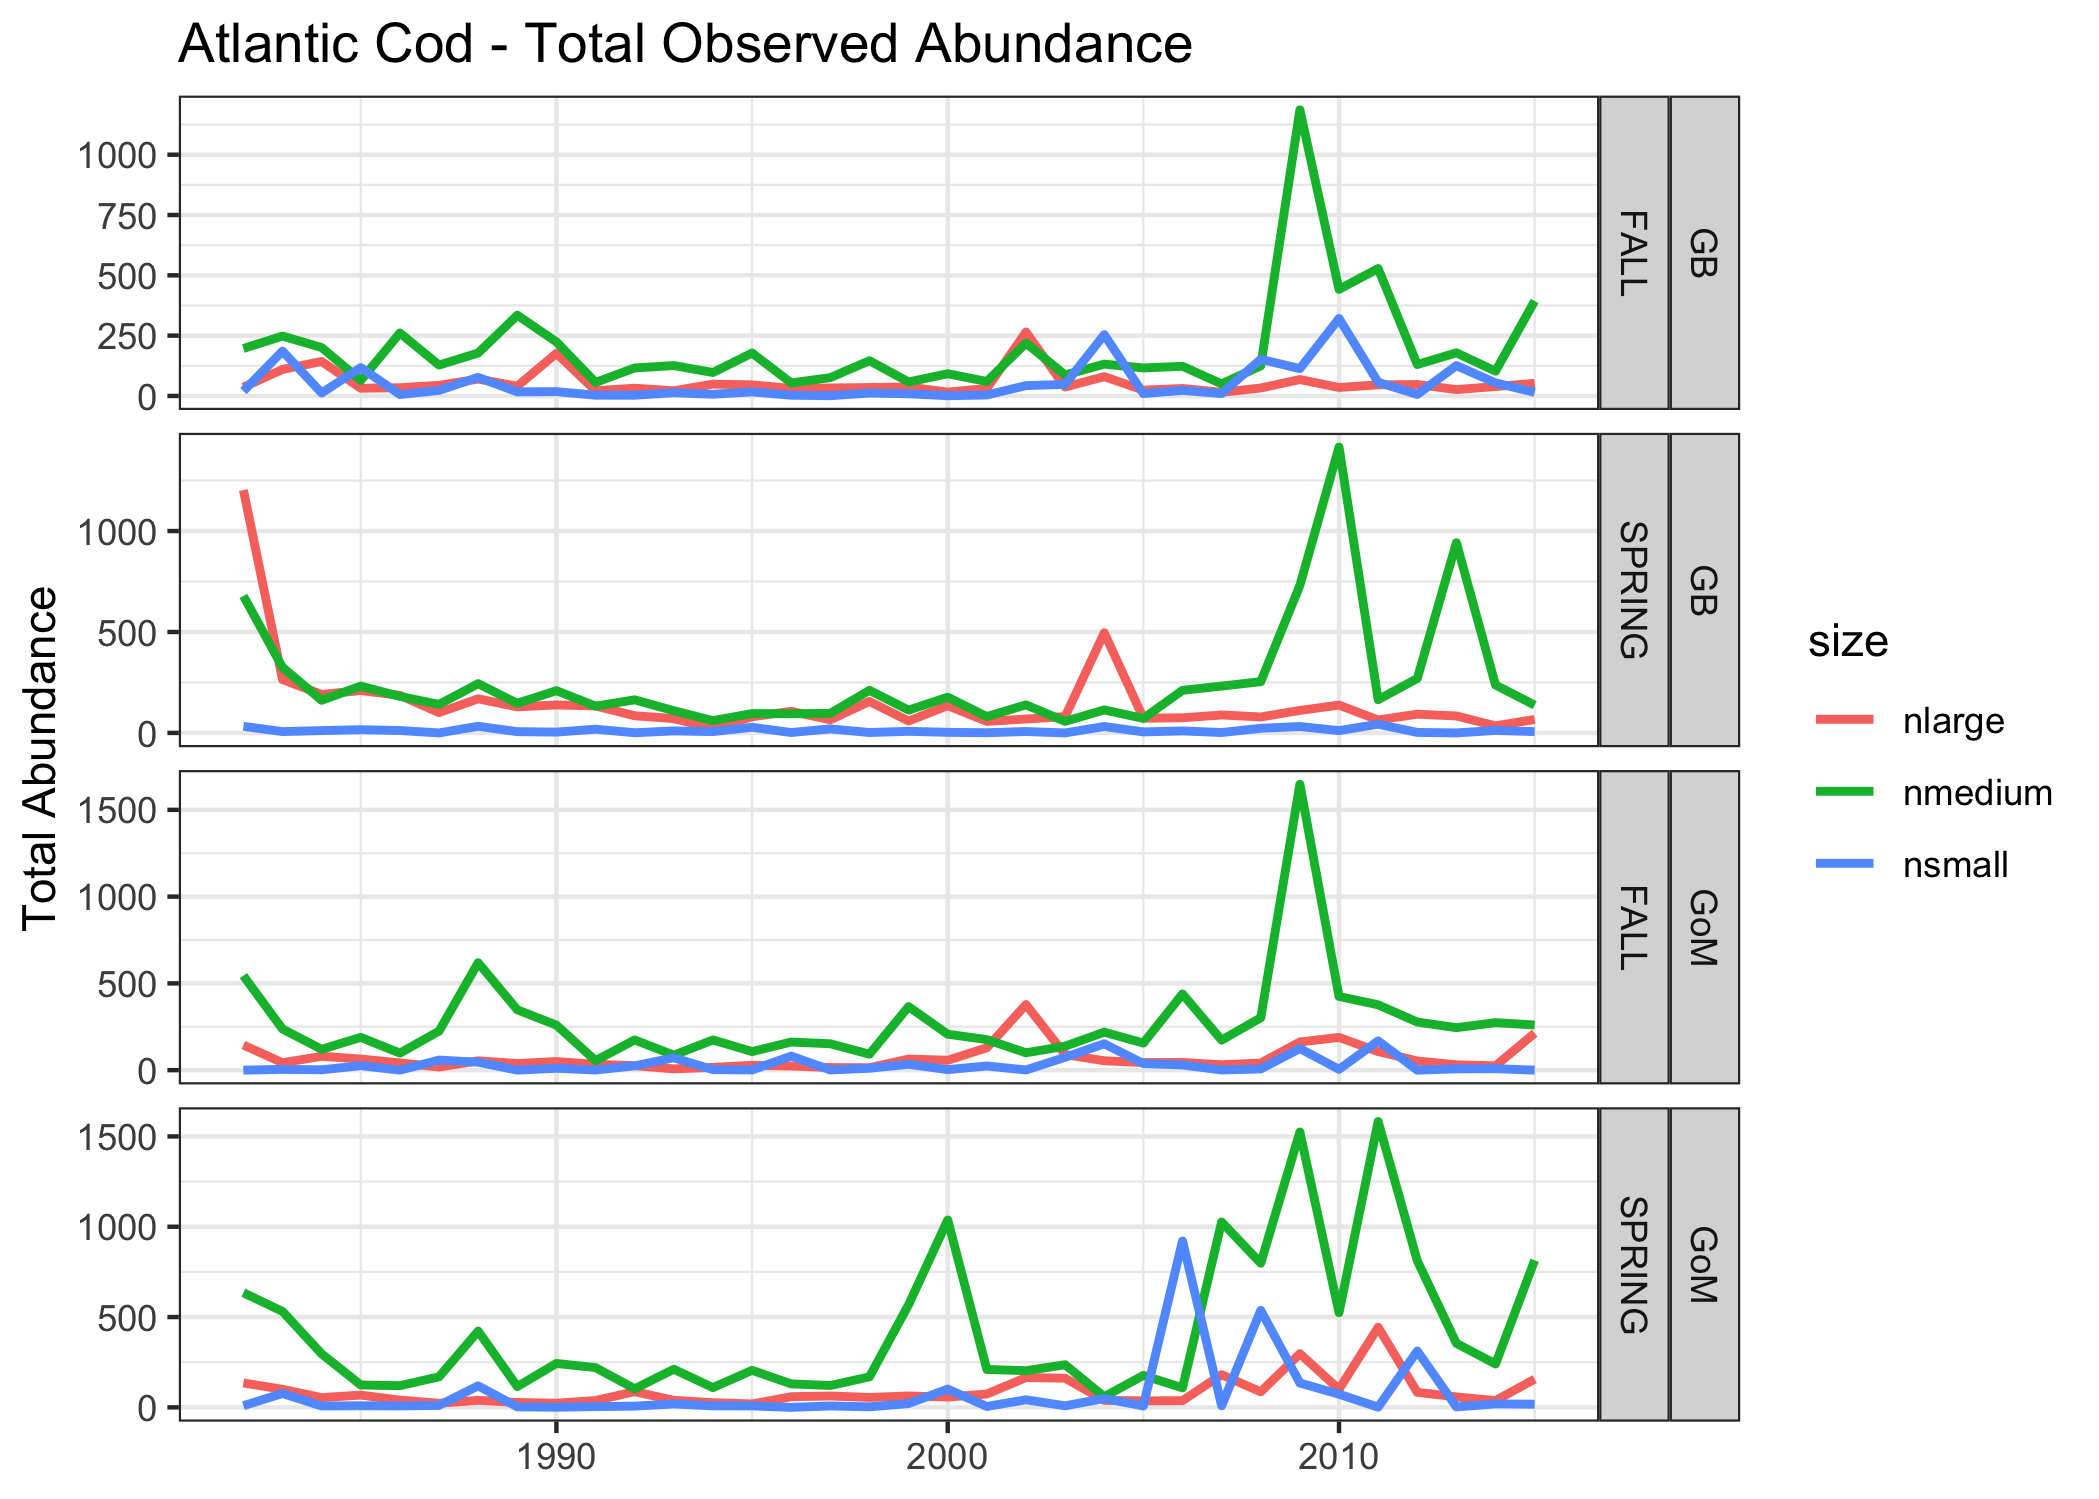 Atlantic Cod - Total Observed Abundance
Total Abundance
1000
750
500
250
0
FALL
GB
1000
500
0
SPRING
GB
1500
1000
500
0
FALL
GoM
1500
1000
500
0
SPRING
GoM
1990
2000
2010
size
nlarge
nmedium
nsmall